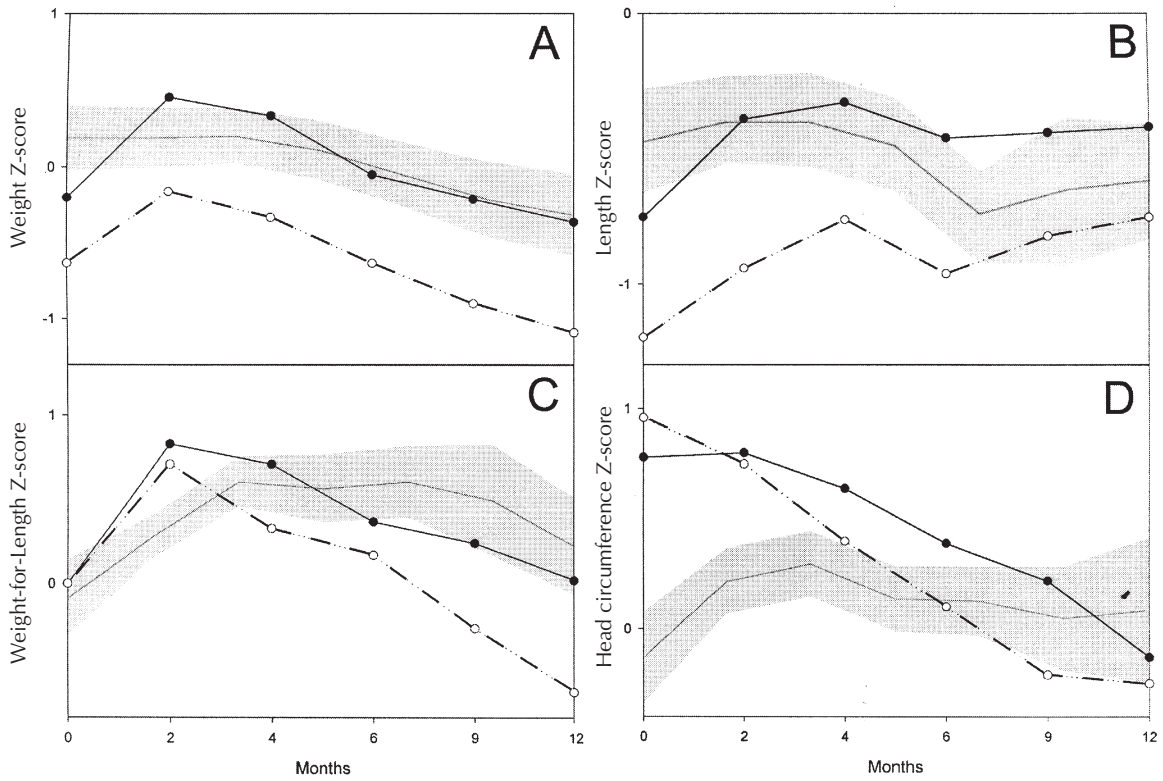 A
Weight Z-score
1
.0
-1
B
Length Z-score
0
-1
C
Weight-for-Length Z-score
1
0
0 2 4 6 9 12
Months
D
Head circumference Z-score
1
0
0 2 4 6 9 12
Months